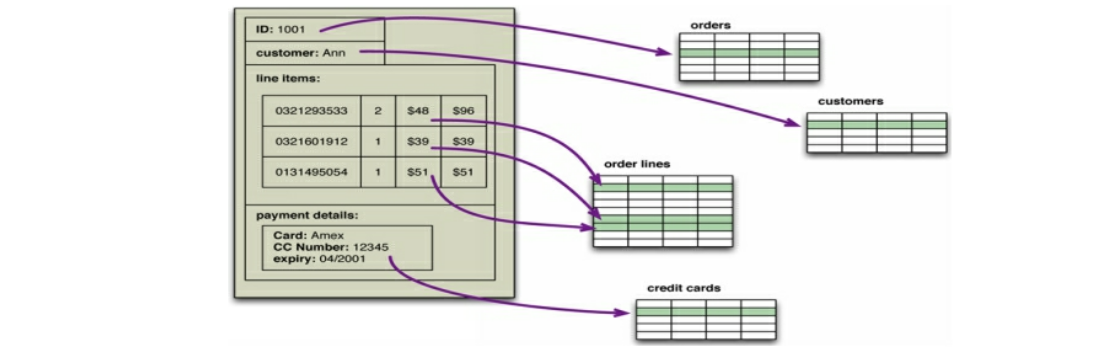 ID: 1001
customer: Ann
line items:
0321293533 2 $48 $96
0321601912 1 $39 $39
0131495054 1 $51 $51
payment details:
Card: Amex
CC Number: 12345
expiry: 04/2001
orders
customers
order lines
credit cards